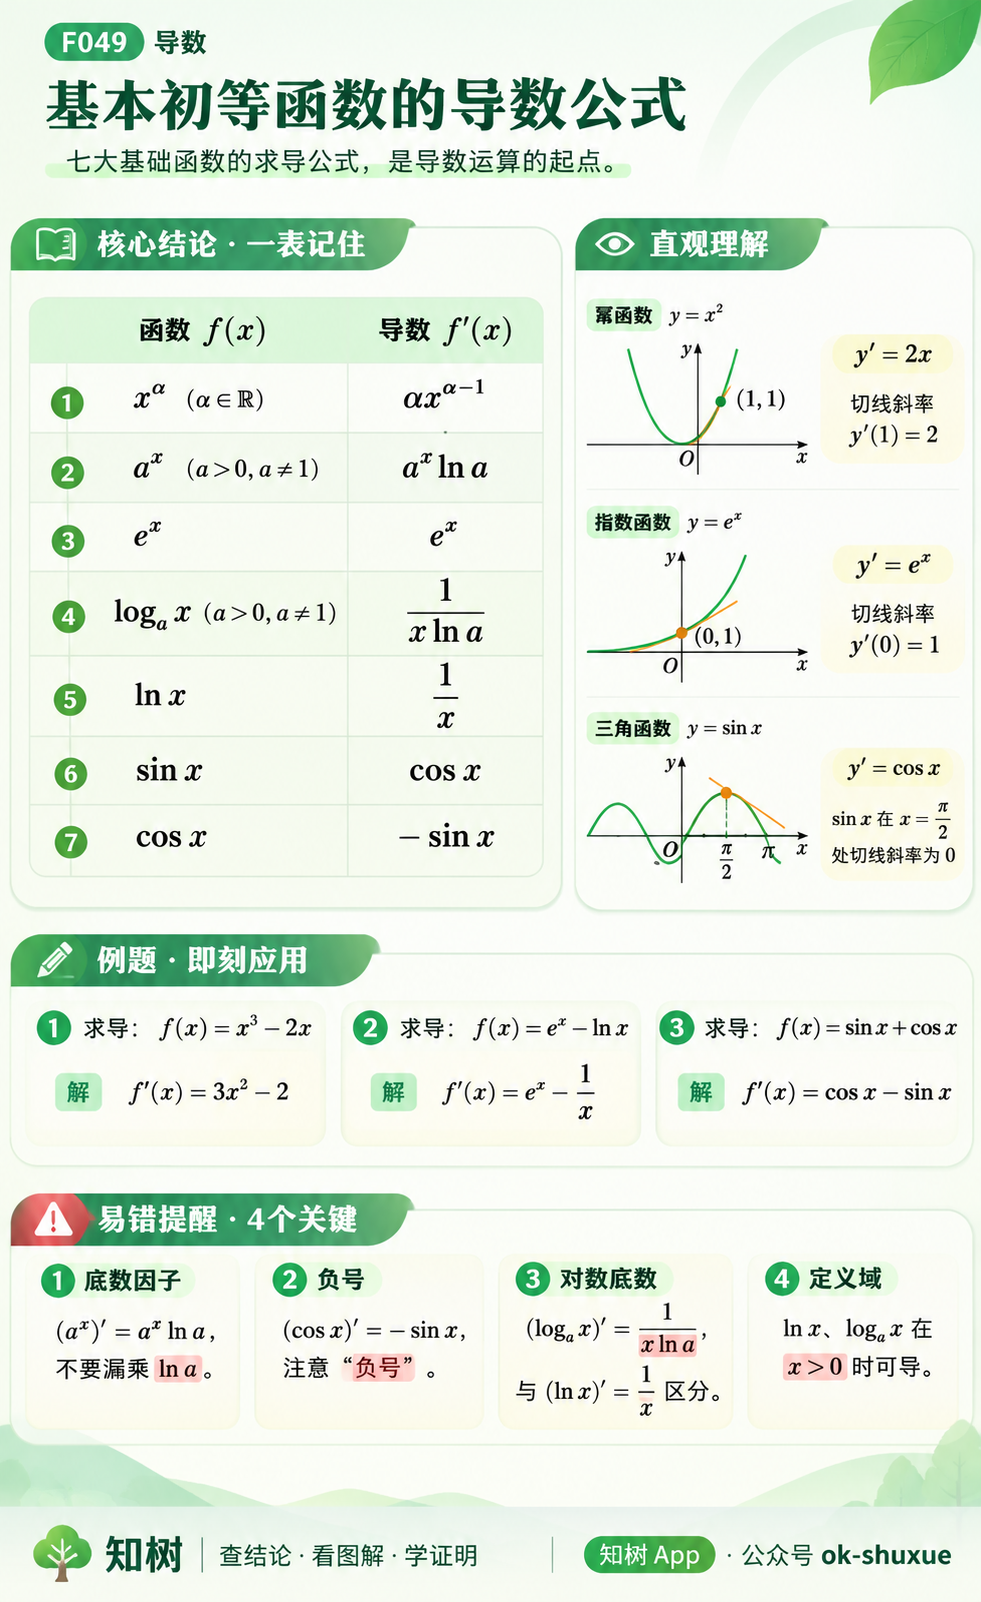 F049 导数
基本初等函数的导数公式
七大基础函数的求导公式，是导数运算的起点。
核心结论·一表记住
函数 f(x) 导数 f′(x)
1 x^α (α∈ℝ) αx^{α−1}
2 a^x (a>0, a≠1) a^x ln a
3 e^x e^x
4 log_a x (a>0, a≠1) 1/(x ln a)
5 ln x 1/x
6 sin x cos x
7 cos x − sin x
直观理解
幂函数 y = x²
y
(1, 1)
O x
y′ = 2x
切线斜率
y′(1) = 2
指数函数 y = e^x
y
(0, 1)
O x
y′ = e^x
切线斜率
y′(0) = 1
三角函数 y = sin x
y
O π/2 π x
y′ = cos x
sin x 在 x = π/2
处切线斜率为 0
例题·即刻应用
1 求导： f(x) = x³ − 2x
解 f′(x) = 3x² − 2
2 求导： f(x) = e^x − ln x
解 f′(x) = e^x − 1/x
3 求导： f(x) = sin x + cos x
解 f′(x) = cos x − sin x
易错提醒·4个关键
1 底数因子
(a^x)′ = a^x ln a，
不要漏乘 ln a。
2 负号
(cos x)′ = − sin x，
注意“负号”。
3 对数底数
(log_a x)′ = 1/(x ln a)，
与 (ln x)′ = 1/x 区分。
4 定义域
ln x、log_a x 在
x > 0 时可导。
知树 查结论·看图解·学证明 知树 App ·公众号 ok-shuxue